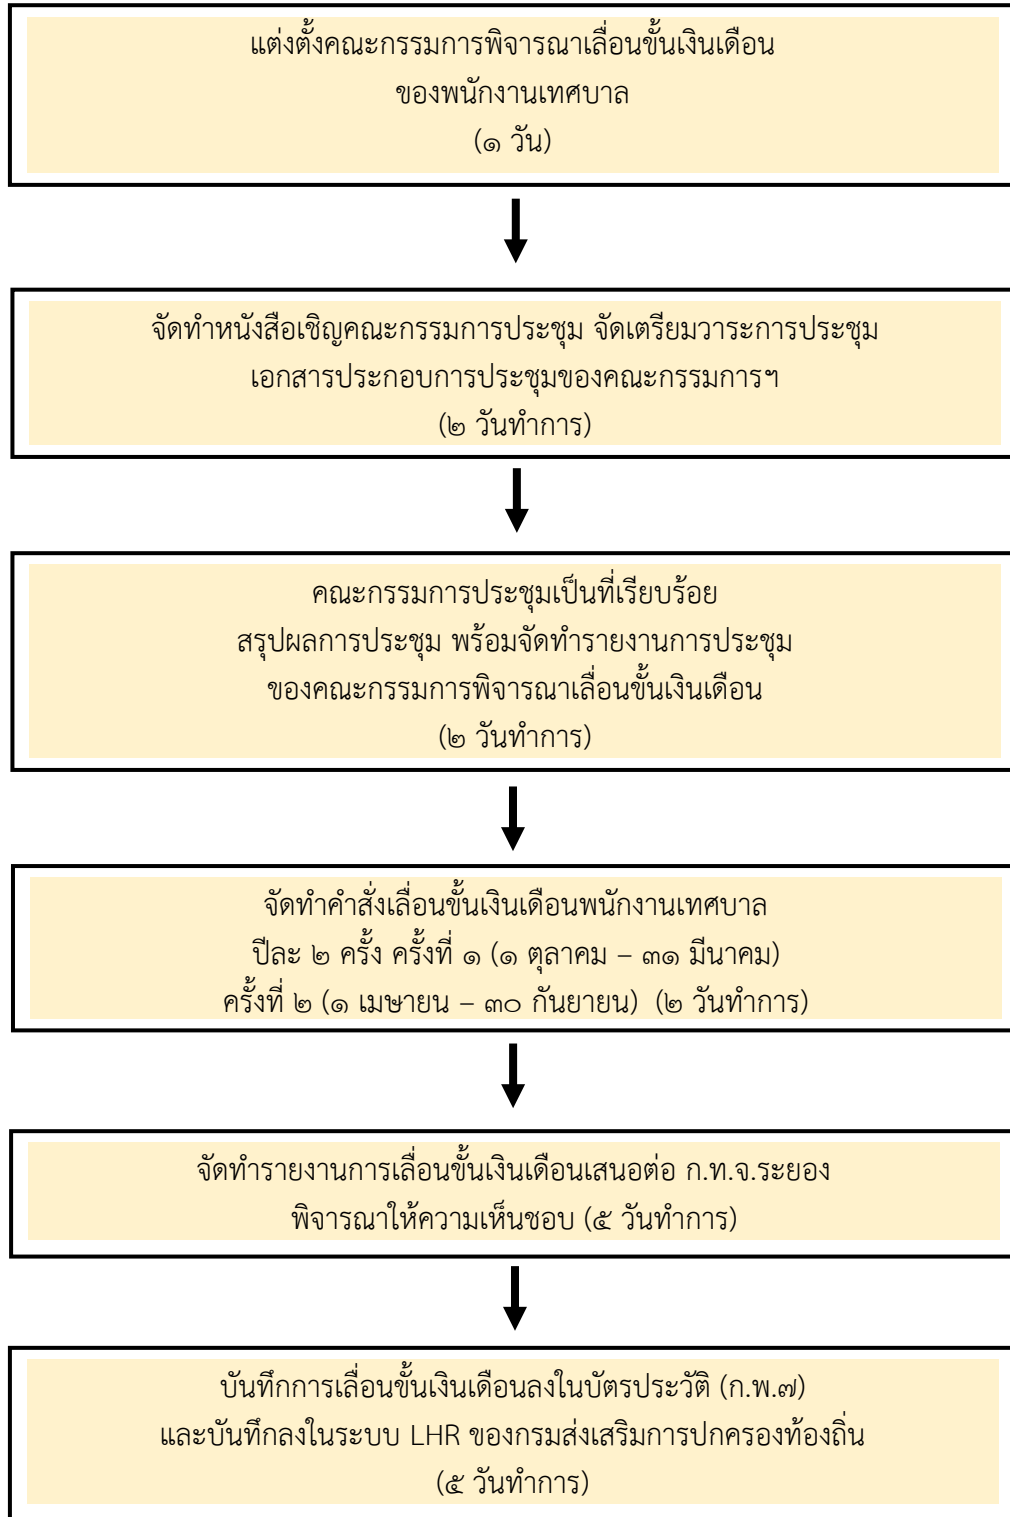 แต่งตั้งคณะกรรมการพิจารณาเลื่อนขั้นเงินเดือน
ของพนักงานเทศบาล
(๑ วัน)
จัดทำหนังสือเชิญคณะกรรมการประชุม จัดเตรียมวาระการประชุม
เอกสารประกอบการประชุมของคณะกรรมการฯ
(๒ วันทำการ)
คณะกรรมการประชุมเป็นที่เรียบร้อย
สรุปผลการประชุม พร้อมจัดทำรายงานการประชุม
ของคณะกรรมการพิจารณาเลื่อนขั้นเงินเดือน
(๒ วันทำการ)
จัดทำคำสั่งเลื่อนขั้นเงินเดือนพนักงานเทศบาล
ปีละ ๒ ครั้ง ครั้งที่ ๑ (๑ ตุลาคม – ๓๑ มีนาคม)
ครั้งที่ ๒ (๑ เมษายน – ๓๐ กันยายน) (๒ วันทำการ)
จัดทำรายงานการเลื่อนขั้นเงินเดือนเสนอต่อ ก.ท.จ.ระยอง
พิจารณาให้ความเห็นชอบ (๕ วันทำการ)
บันทึกการเลื่อนขั้นเงินเดือนลงในบัตรประวัติ (ก.พ.๗)
และบันทึกลงในระบบ LHR ของกรมส่งเสริมการปกครองท้องถิ่น
(๕ วันทำการ)